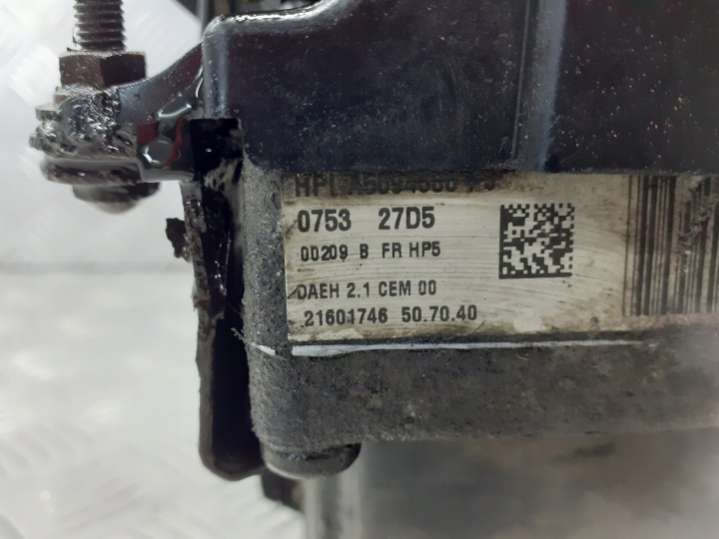 0753 27D5
00209 B FR HP5
DAEH 2.1 CEM 00
21601746 50.70.40